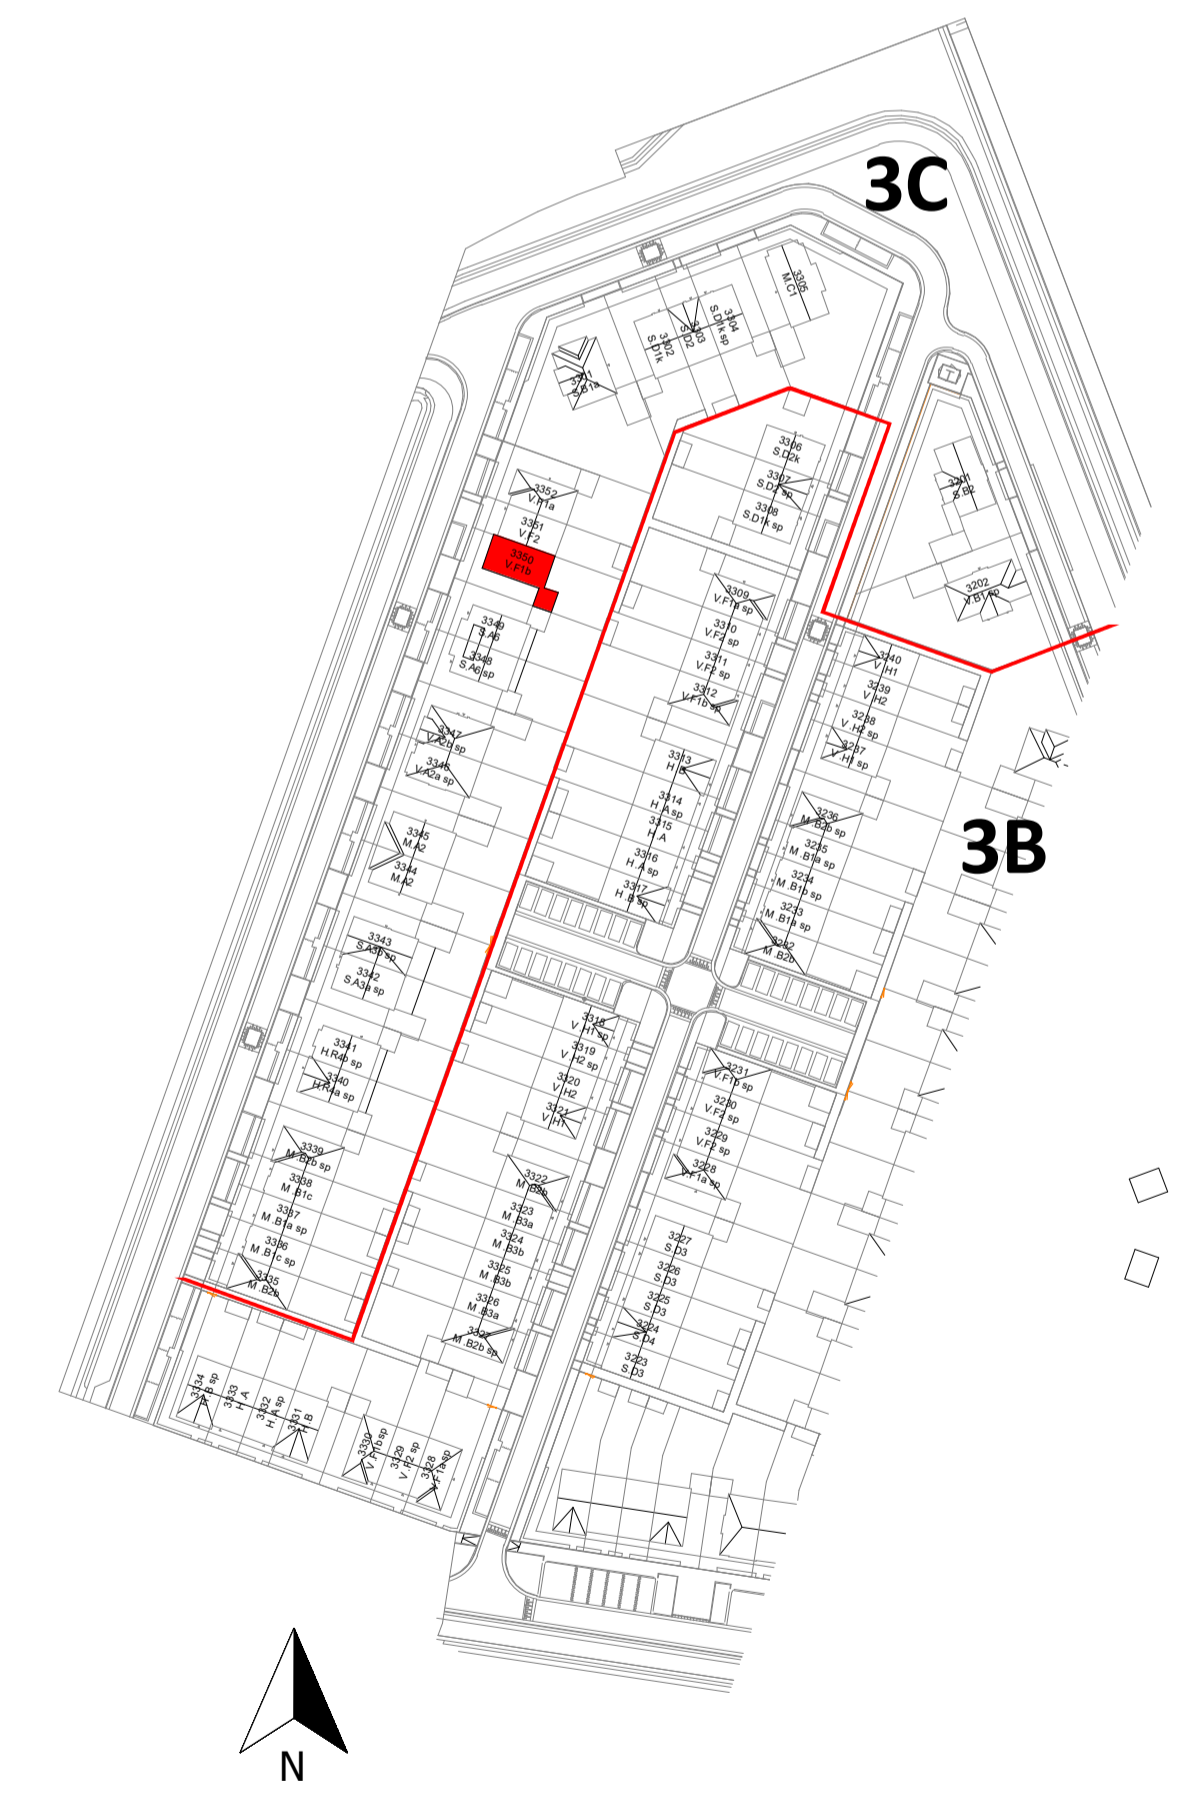 3C
3305
M.C1
3304
S.D1k sp
3303
S.D2
3302
S.D1k
3301
S.B1a
3306
S.D2k
3307
S.D2 sp
3308
S.D1k sp
3201
S.B2
3202
V.B1 sp
3352
V.F1a
3351
V.F2
3350
V.F1b
3349
S.A6
3348
S.A6 sp
3347
V.A2b sp
3346
V.A2a sp
3345
M.A2
3344
M.A2
3343
S.A3b sp
3342
S.A3a sp
3341
H.R4b sp
3340
H.R4a sp
3339
M.B2b sp
3338
M.B1c
3337
M.B1a sp
3336
M.B1c sp
3335
M.B2b
3309
V.F1a sp
3310
V.F2 sp
3311
V.F2 sp
3312
V.F1b sp
3313
H.B
3314
H.A sp
3315
H.A
3316
H.A sp
3317
H.B sp
3240
V.H1
3239
V.H2
3238
V.H2 sp
3237
V.H1 sp
3B
3236
M.B2b sp
3235
M.B1a sp
3234
M.B1b sp
3233
M.B1a sp
3232
M.B2b
3318
V.H1 sp
3319
V.H2 sp
3320
V.H2
3321
V.H1
3231
V.F1b sp
3230
V.F2 sp
3229
V.F2 sp
3228
V.F1a sp
3322
M.B2b
3323
M.B3a
3324
M.B3b
3325
M.B3b
3326
M.B3a
3327
M.B2b sp
3227
S.D3
3226
S.D3
3225
S.D3
3224
S.D4
3223
S.D3
3334
H.B sp
3333
H.A
3332
H.A sp
3331
H.B
3330
V.F1b sp
3329
V.F2 sp
3328
V.F1a sp
N